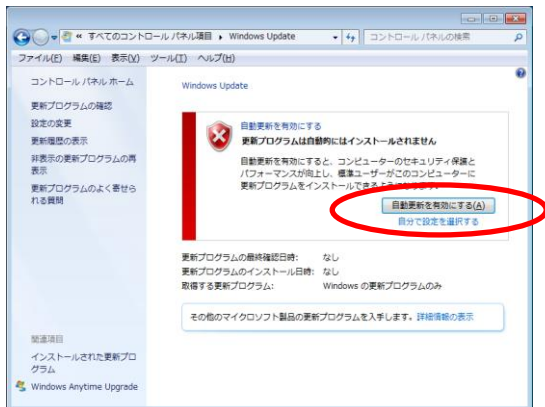 « すべてのコントロール パネル項目 ▸ Windows Update
コントロール パネルの検索
ファイル(F) 編集(E) 表示(V) ツール(T) ヘルプ(H)
コントロール パネル ホーム
更新プログラムの確認
設定の変更
更新履歴の表示
非表示の更新プログラムの再
表示
更新プログラムのよく寄せら
れる質問
関連項目
インストールされた更新プロ
グラム
Windows Anytime Upgrade
Windows Update
自動更新を有効にする
更新プログラムは自動的にはインストールされません
自動更新を有効にすると、コンピューターのセキュリティ保護と
パフォーマンスが向上し、標準ユーザーがこのコンピューターに
更新プログラムをインストールできるようになります。
自動更新を有効にする(A)
自分で設定を選択する
更新プログラムの最終確認日時: なし
更新プログラムのインストール日時: なし
取得する更新プログラム: Windows の更新プログラムのみ
その他のマイクロソフト製品の更新プログラムを入手します。 詳細情報の表示